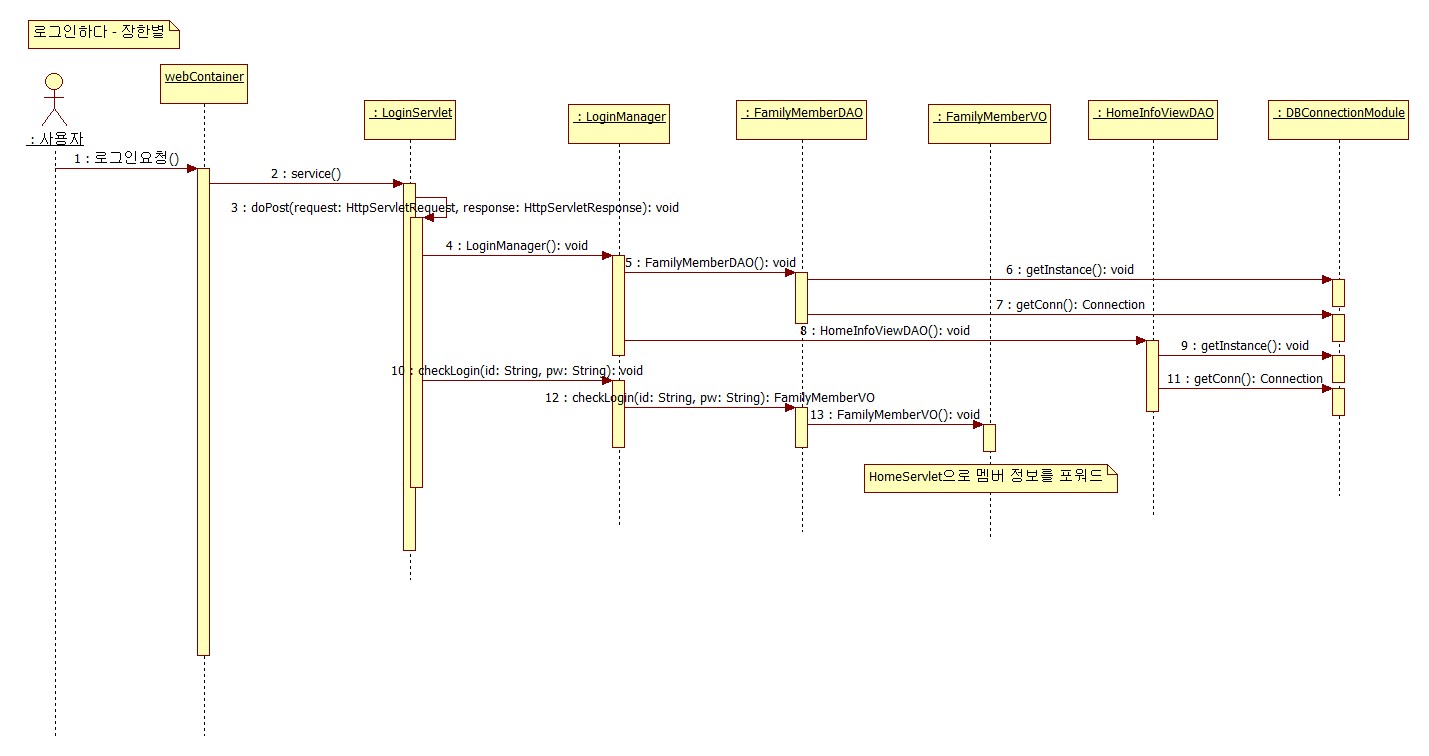 로그인하다 - 장한별
webContainer
: LoginServlet
: LoginManager
: FamilyMemberDAO
: FamilyMemberVO
: HomeInfoViewDAO
: DBConnectionModule
: 사용자
1 : 로그인요청()
2 : service()
3 : doPost(request: HttpServletRequest, response: HttpServletResponse): void
4 : LoginManager(): void
5 : FamilyMemberDAO(): void
6 : getInstance(): void
7 : getConn(): Connection
8 : HomeInfoViewDAO(): void
9 : getInstance(): void
10 : checkLogin(id: String, pw: String): void
11 : getConn(): Connection
12 : checkLogin(id: String, pw: String): FamilyMemberVO
13 : FamilyMemberVO(): void
HomeServlet으로 멤버 정보를 포워드